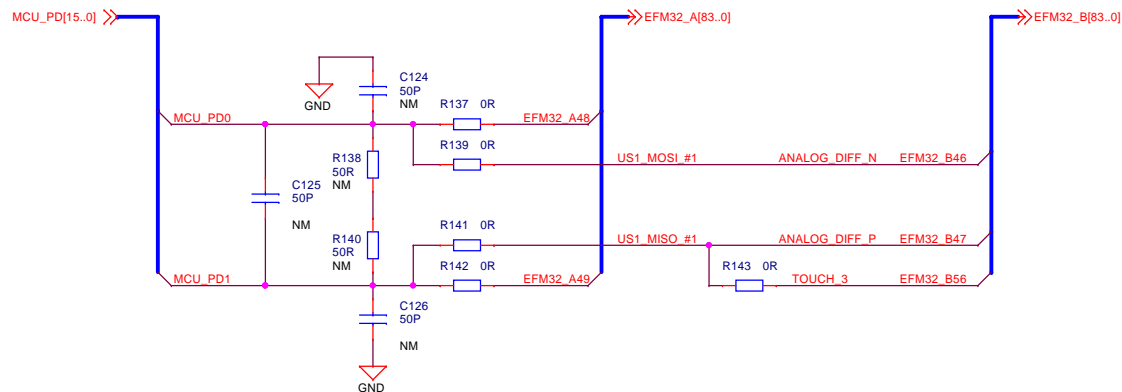 MCU_PD[15..0]
EFM32_A[83..0]
EFM32_B[83..0]
C124
50P
NM
GND
R137 0R
MCU_PD0
EFM32_A48
R139 0R
R138
50R
NM
US1_MOSI_#1
ANALOG_DIFF_N
EFM32_B46
C125
50P
NM
R141 0R
R140
50R
NM
US1_MISO_#1
ANALOG_DIFF_P
EFM32_B47
R142 0R
R143 0R
MCU_PD1
EFM32_A49
TOUCH_3
EFM32_B56
C126
50P
NM
GND